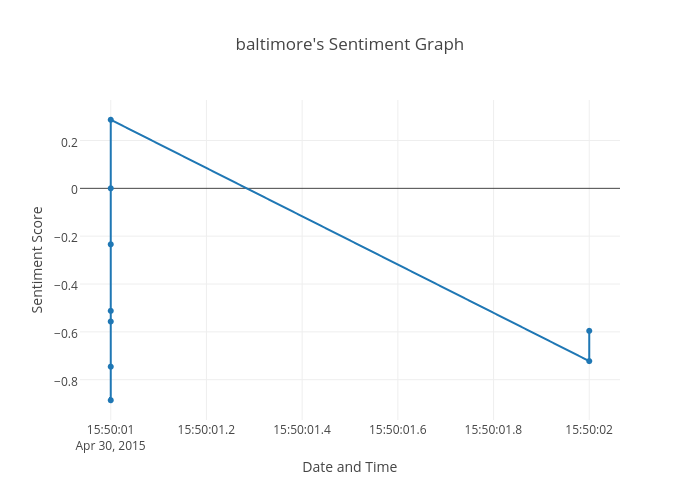 baltimore's Sentiment Graph
Sentiment Score
0.2
0
−0.2
−0.4
−0.6
−0.8
15:50:01 15:50:01.2 15:50:01.4 15:50:01.6 15:50:01.8 15:50:02
Apr 30, 2015
Date and Time